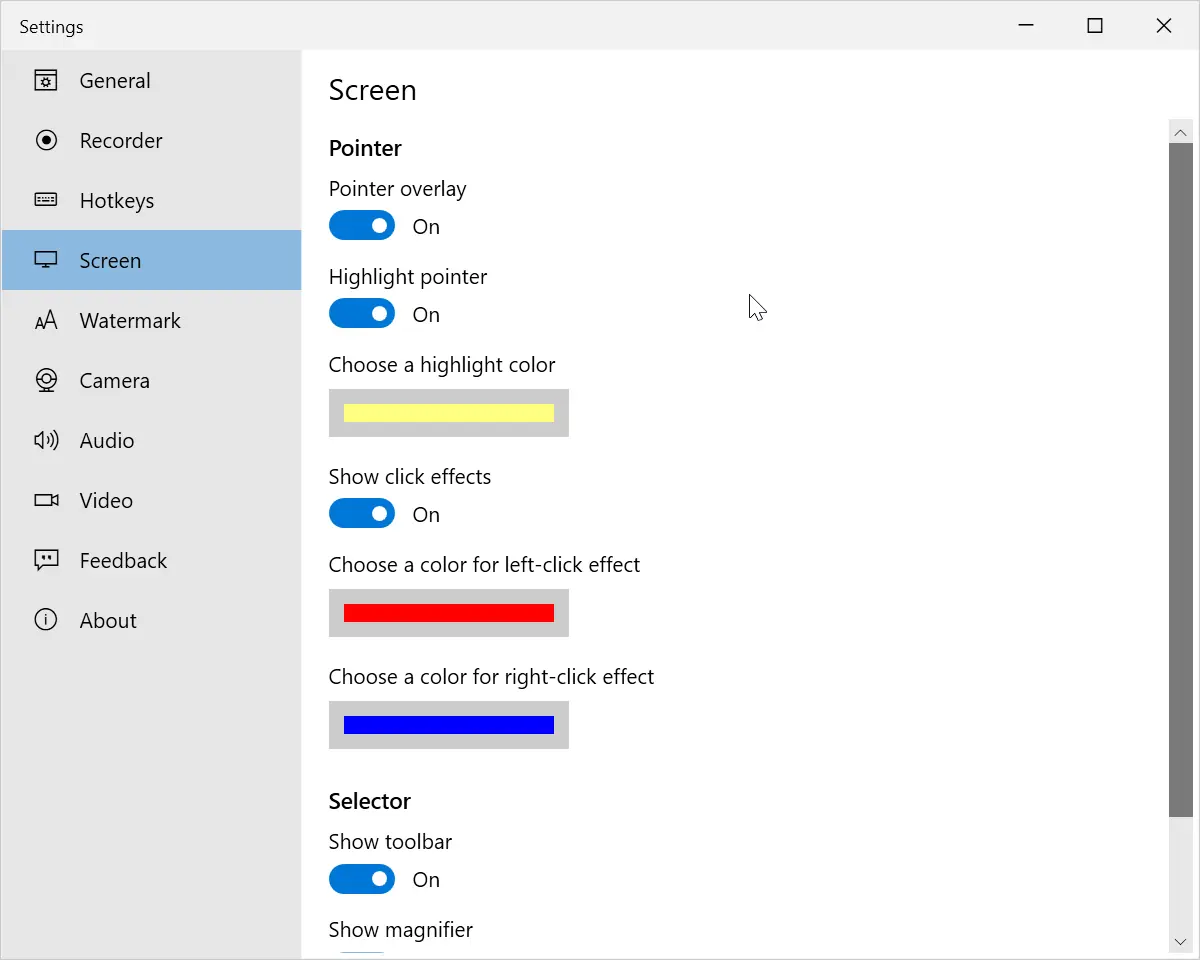 Settings
General
Recorder
Hotkeys
Screen
Watermark
Camera
Audio
Video
Feedback
About
Screen
Pointer
Pointer overlay
On
Highlight pointer
On
Choose a highlight color
Show click effects
On
Choose a color for left-click effect
Choose a color for right-click effect
Selector
Show toolbar
On
Show magnifier